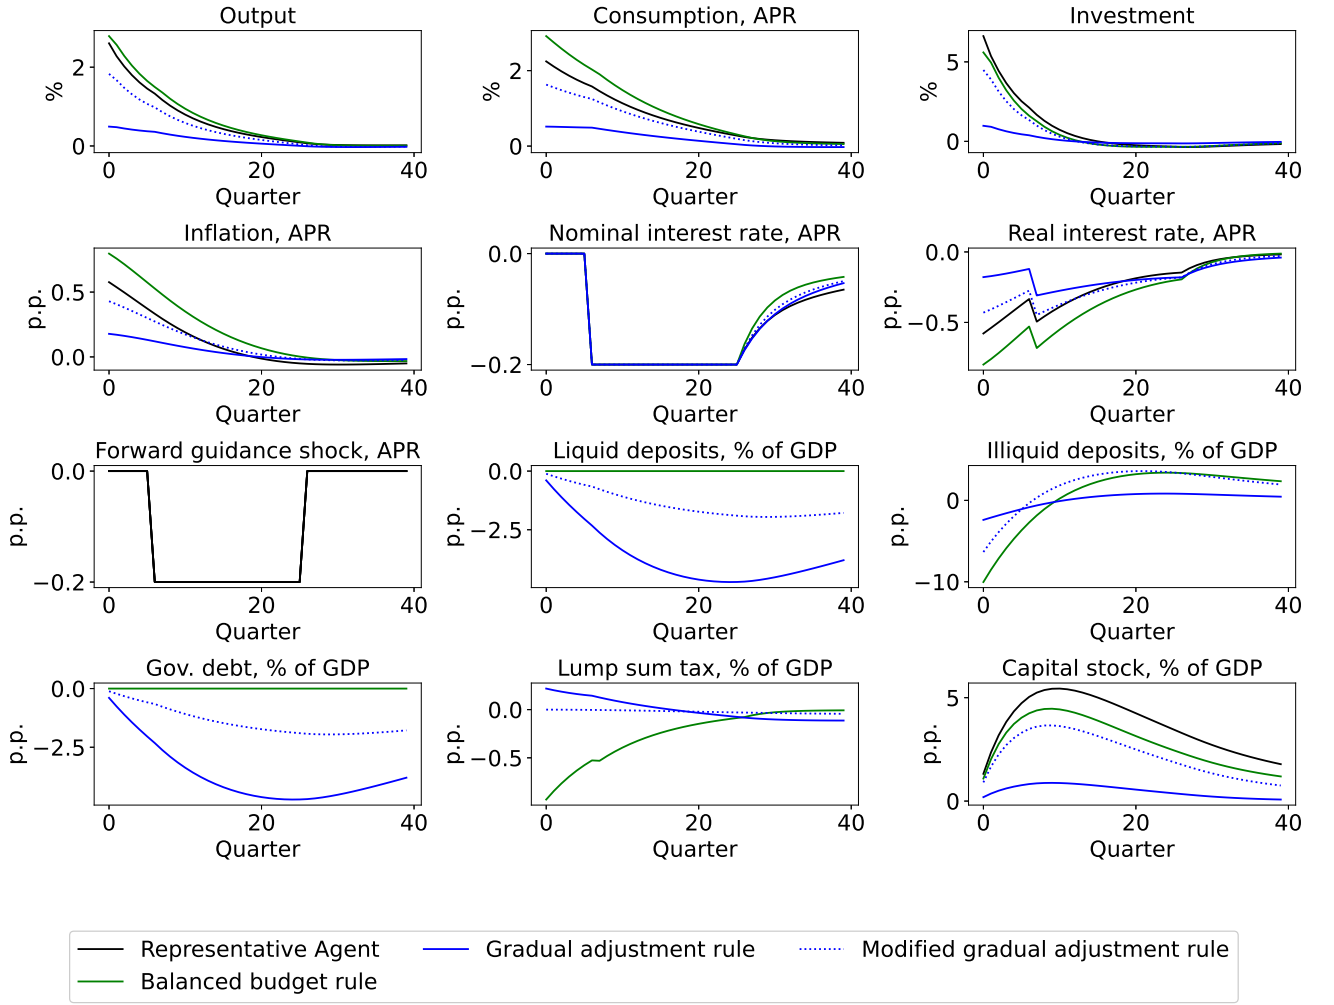 Output
Consumption, APR
Investment
%
2
0
0 20 40
Quarter
%
2
0
0 20 40
Quarter
%
5
0
0 20 40
Quarter
Inflation, APR
Nominal interest rate, APR
Real interest rate, APR
p.p.
0.5
0.0
0 20 40
Quarter
p.p.
0.0
−0.2
0 20 40
Quarter
p.p.
0.0
−0.5
0 20 40
Quarter
Forward guidance shock, APR
Liquid deposits, % of GDP
Illiquid deposits, % of GDP
p.p.
0.0
−0.2
0 20 40
Quarter
p.p.
0.0
−2.5
0 20 40
Quarter
p.p.
0
−10
0 20 40
Quarter
Gov. debt, % of GDP
Lump sum tax, % of GDP
Capital stock, % of GDP
p.p.
0.0
−2.5
0 20 40
Quarter
p.p.
0.0
−0.5
0 20 40
Quarter
p.p.
5
0
0 20 40
Quarter
Representative Agent
Gradual adjustment rule
Modified gradual adjustment rule
Balanced budget rule